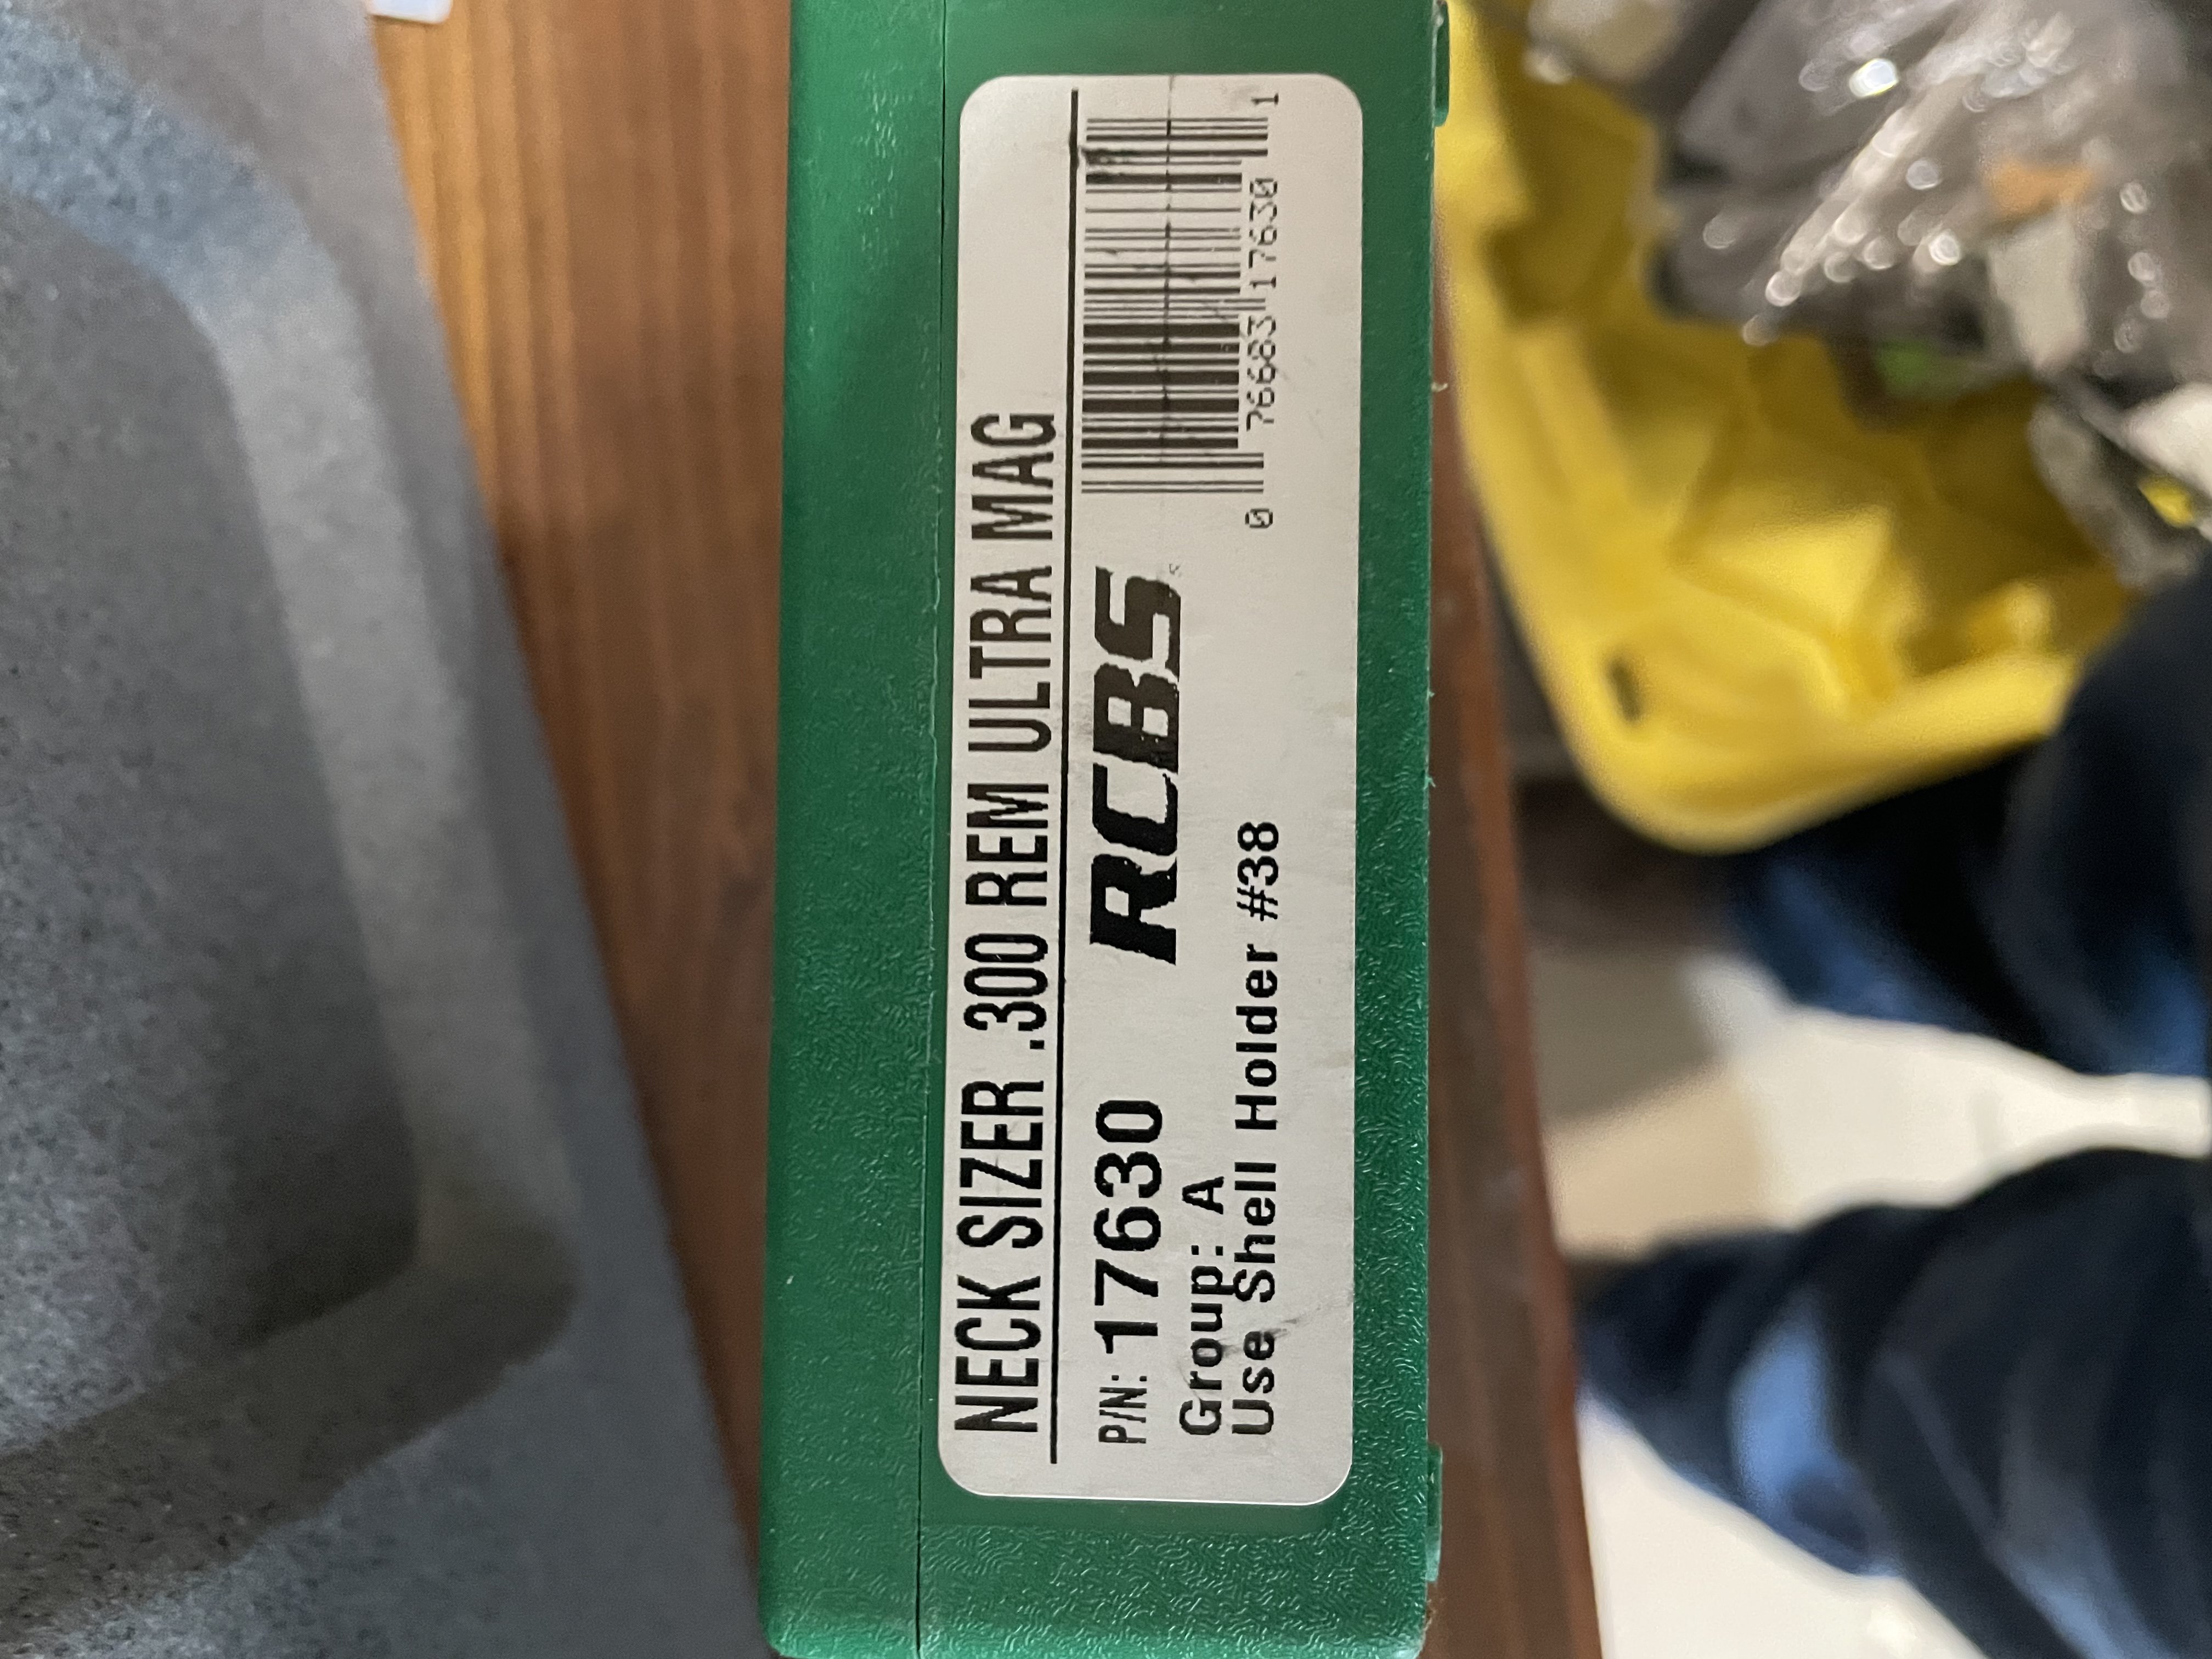 NECK SIZER .300 REM ULTRA MAG
P/N: 17630
RCBS
Group: A
Use Shell Holder #38
0 76683 17630 1